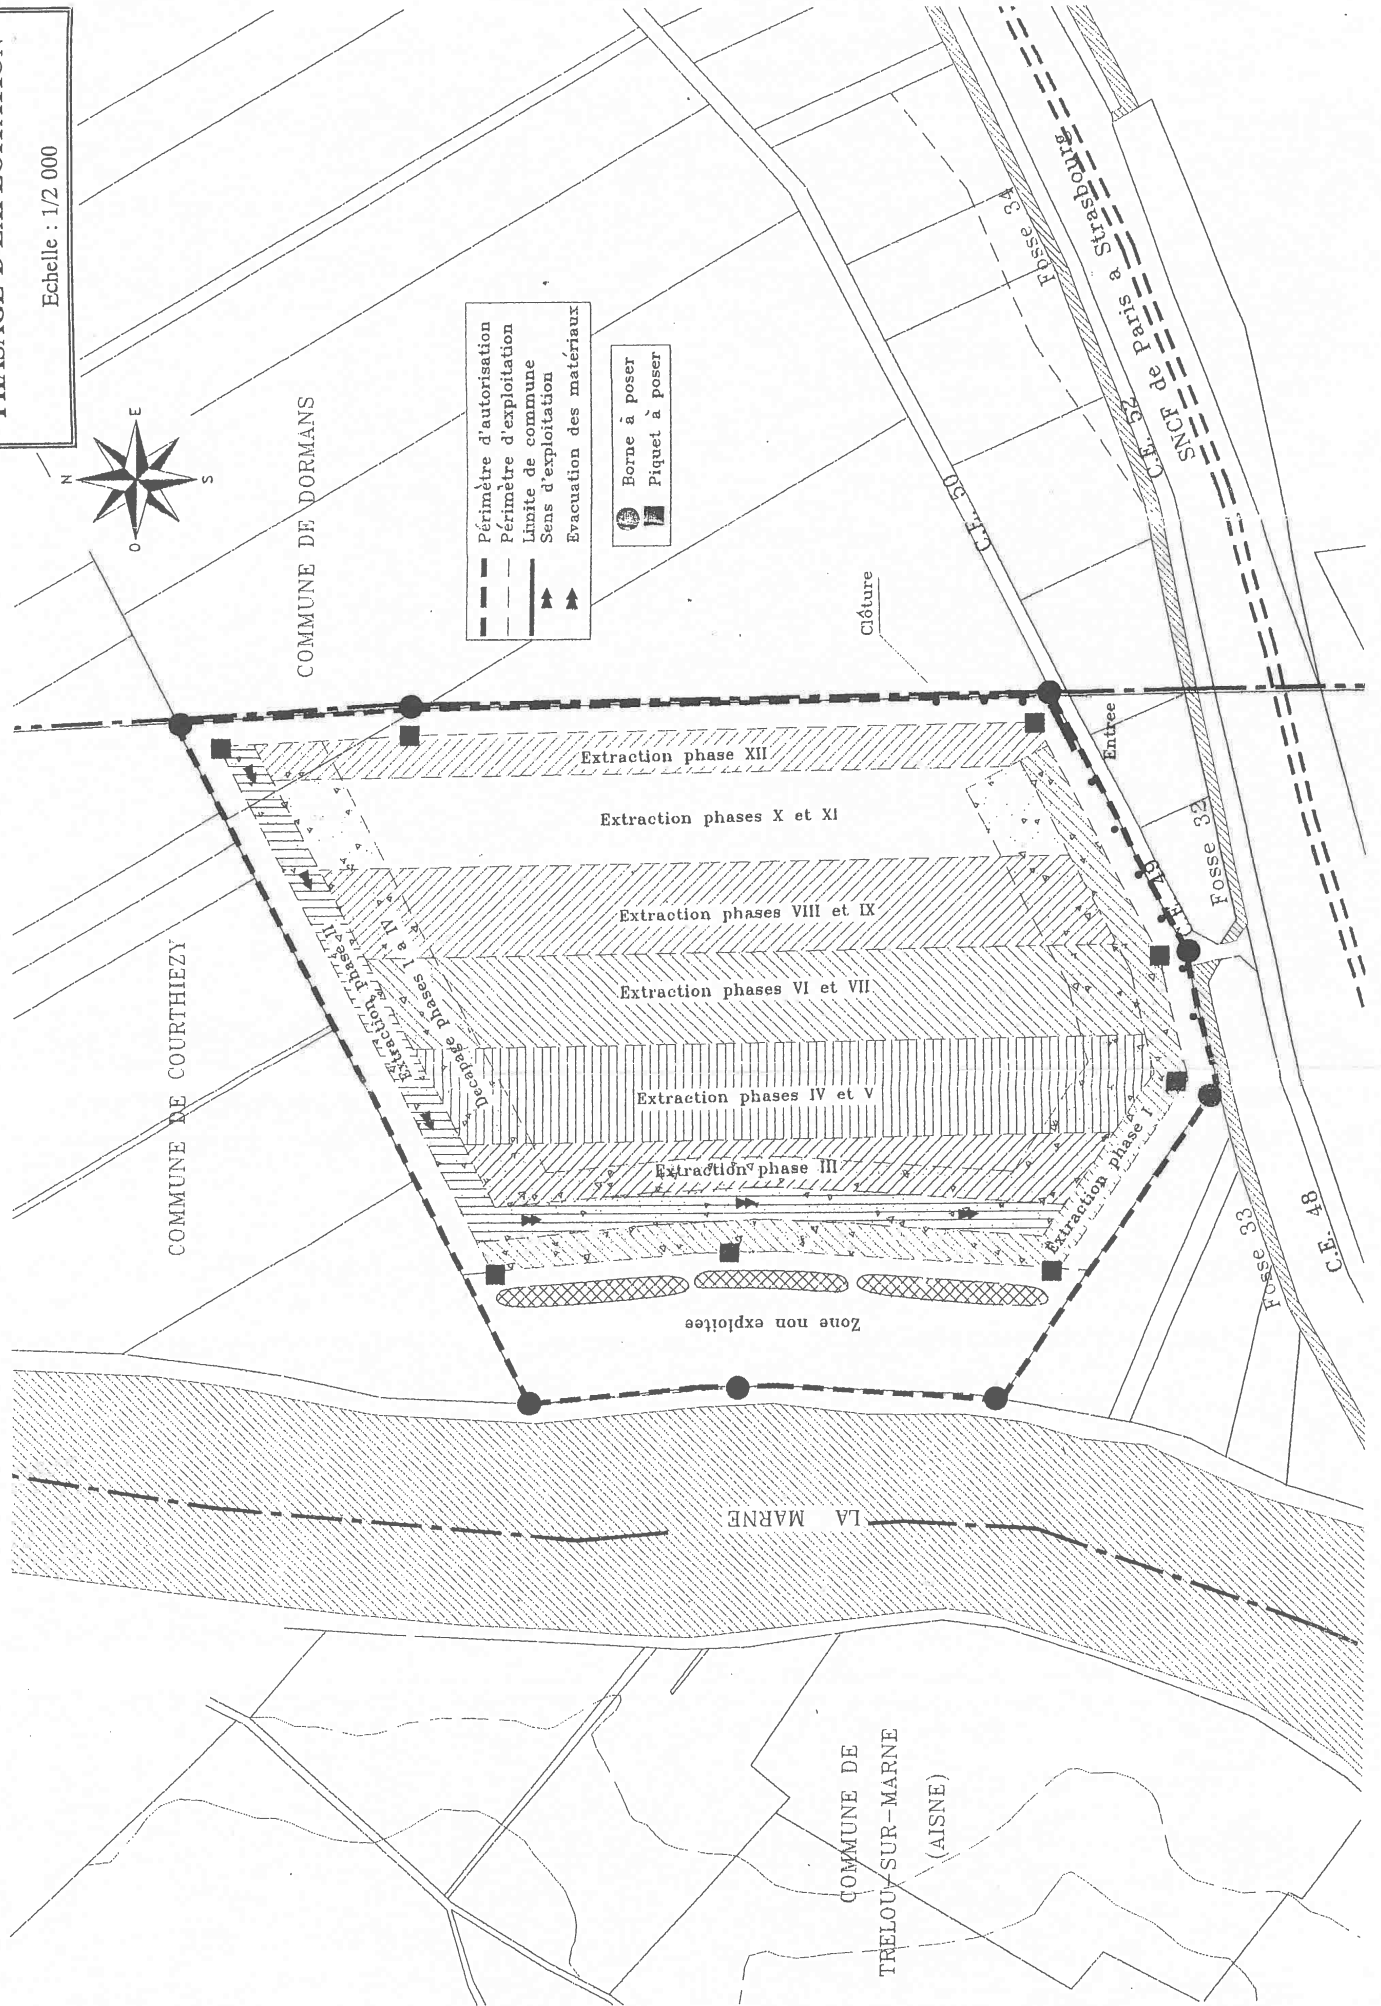 Echelle : 1/2 000
N
E
S
O
COMMUNE DE DORMANS
Périmètre d'autorisation
Périmètre d'exploitation
Limite de commune
Sens d'exploitation
Evacuation des matériaux
Borne à poser
Piquet à poser
Clôture
COMMUNE DE COURTHIEZY
Extraction phase XII
Extraction phases X et XI
Extraction phases VIII et IX
Extraction phases VI et VII
Extraction phases IV et V
Extraction phase III
Extraction phase II
Decapage phases I a IV
Extraction phase I
Zone non exploitee
Entree
C.E. 50
C.E. 49
C.E. 52
SNCF de Paris a Strasbourg
Fosse 34
Fosse 32
Fosse 33
C.E. 48
LA MARNE
COMMUNE DE
TRELOU-SUR-MARNE
(AISNE)